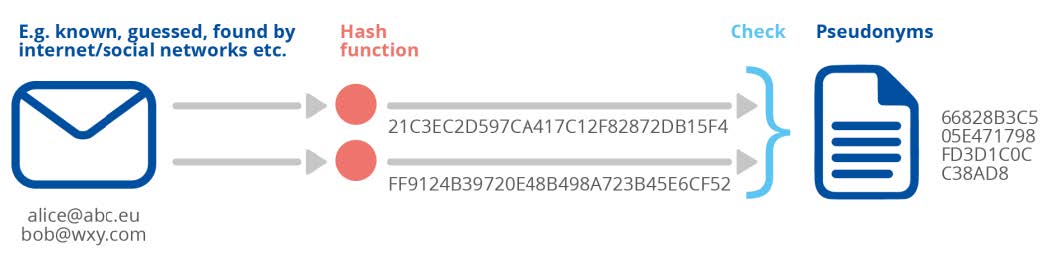 E.g. known, guessed, found by
internet/social networks etc.
Hash
function
Check
Pseudonyms
21C3EC2D597CA417C12F82872DB15F4
FF9124B39720E48B498A723B45E6CF52
alice@abc.eu
bob@wxy.com
66828B3C5
05E471798
FD3D1C0C
C38AD8